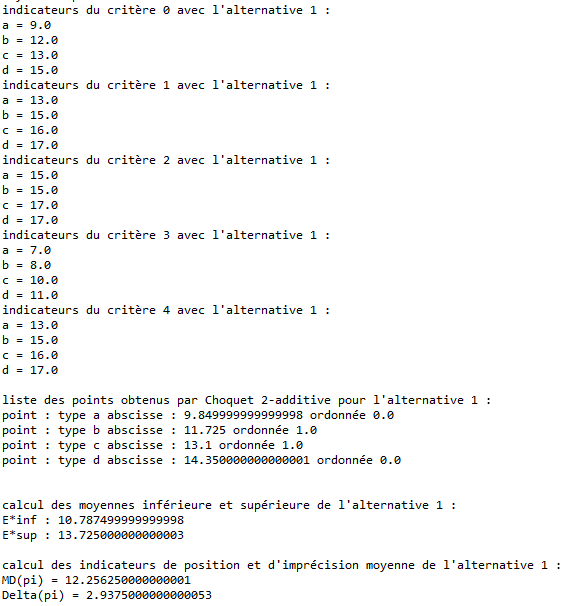 indicateurs du critère 0 avec l'alternative 1 :
a = 9.0
b = 12.0
c = 13.0
d = 15.0
indicateurs du critère 1 avec l'alternative 1 :
a = 13.0
b = 15.0
c = 16.0
d = 17.0
indicateurs du critère 2 avec l'alternative 1 :
a = 15.0
b = 15.0
c = 17.0
d = 17.0
indicateurs du critère 3 avec l'alternative 1 :
a = 7.0
b = 8.0
c = 10.0
d = 11.0
indicateurs du critère 4 avec l'alternative 1 :
a = 13.0
b = 15.0
c = 16.0
d = 17.0
liste des points obtenus par Choquet 2-additive pour l'alternative 1 :
point : type a abscisse : 9.849999999999998 ordonnée 0.0
point : type b abscisse : 11.725 ordonnée 1.0
point : type c abscisse : 13.1 ordonnée 1.0
point : type d abscisse : 14.350000000000001 ordonnée 0.0
calcul des moyennes inférieure et supérieure de l'alternative 1 :
E*inf : 10.787499999999998
E*sup : 13.725000000000003
calcul des indicateurs de position et d'imprécision moyenne de l'alternative 1 :
MD(pi) = 12.256250000000001
Delta(pi) = 2.9375000000000053